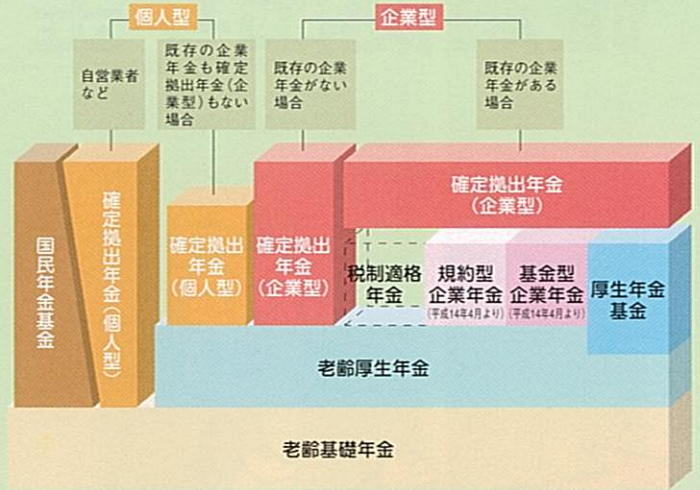 個人型
企業型
自営業者
など
既存の企業
年金も確定
拠出年金(企
業型)もない
場合
既存の企業
年金がない
場合
既存の企業
年金がある
場合
国民年金基金
確定拠出年金(個人型)
確定拠出
年金
(個人型)
確定拠出
年金
(企業型)
確定拠出年金
(企業型)
税制適格
年金
規約型
企業年金
(平成14年4月より)
基金型
企業年金
(平成14年4月より)
厚生年金
基金
老齢厚生年金
老齢基礎年金